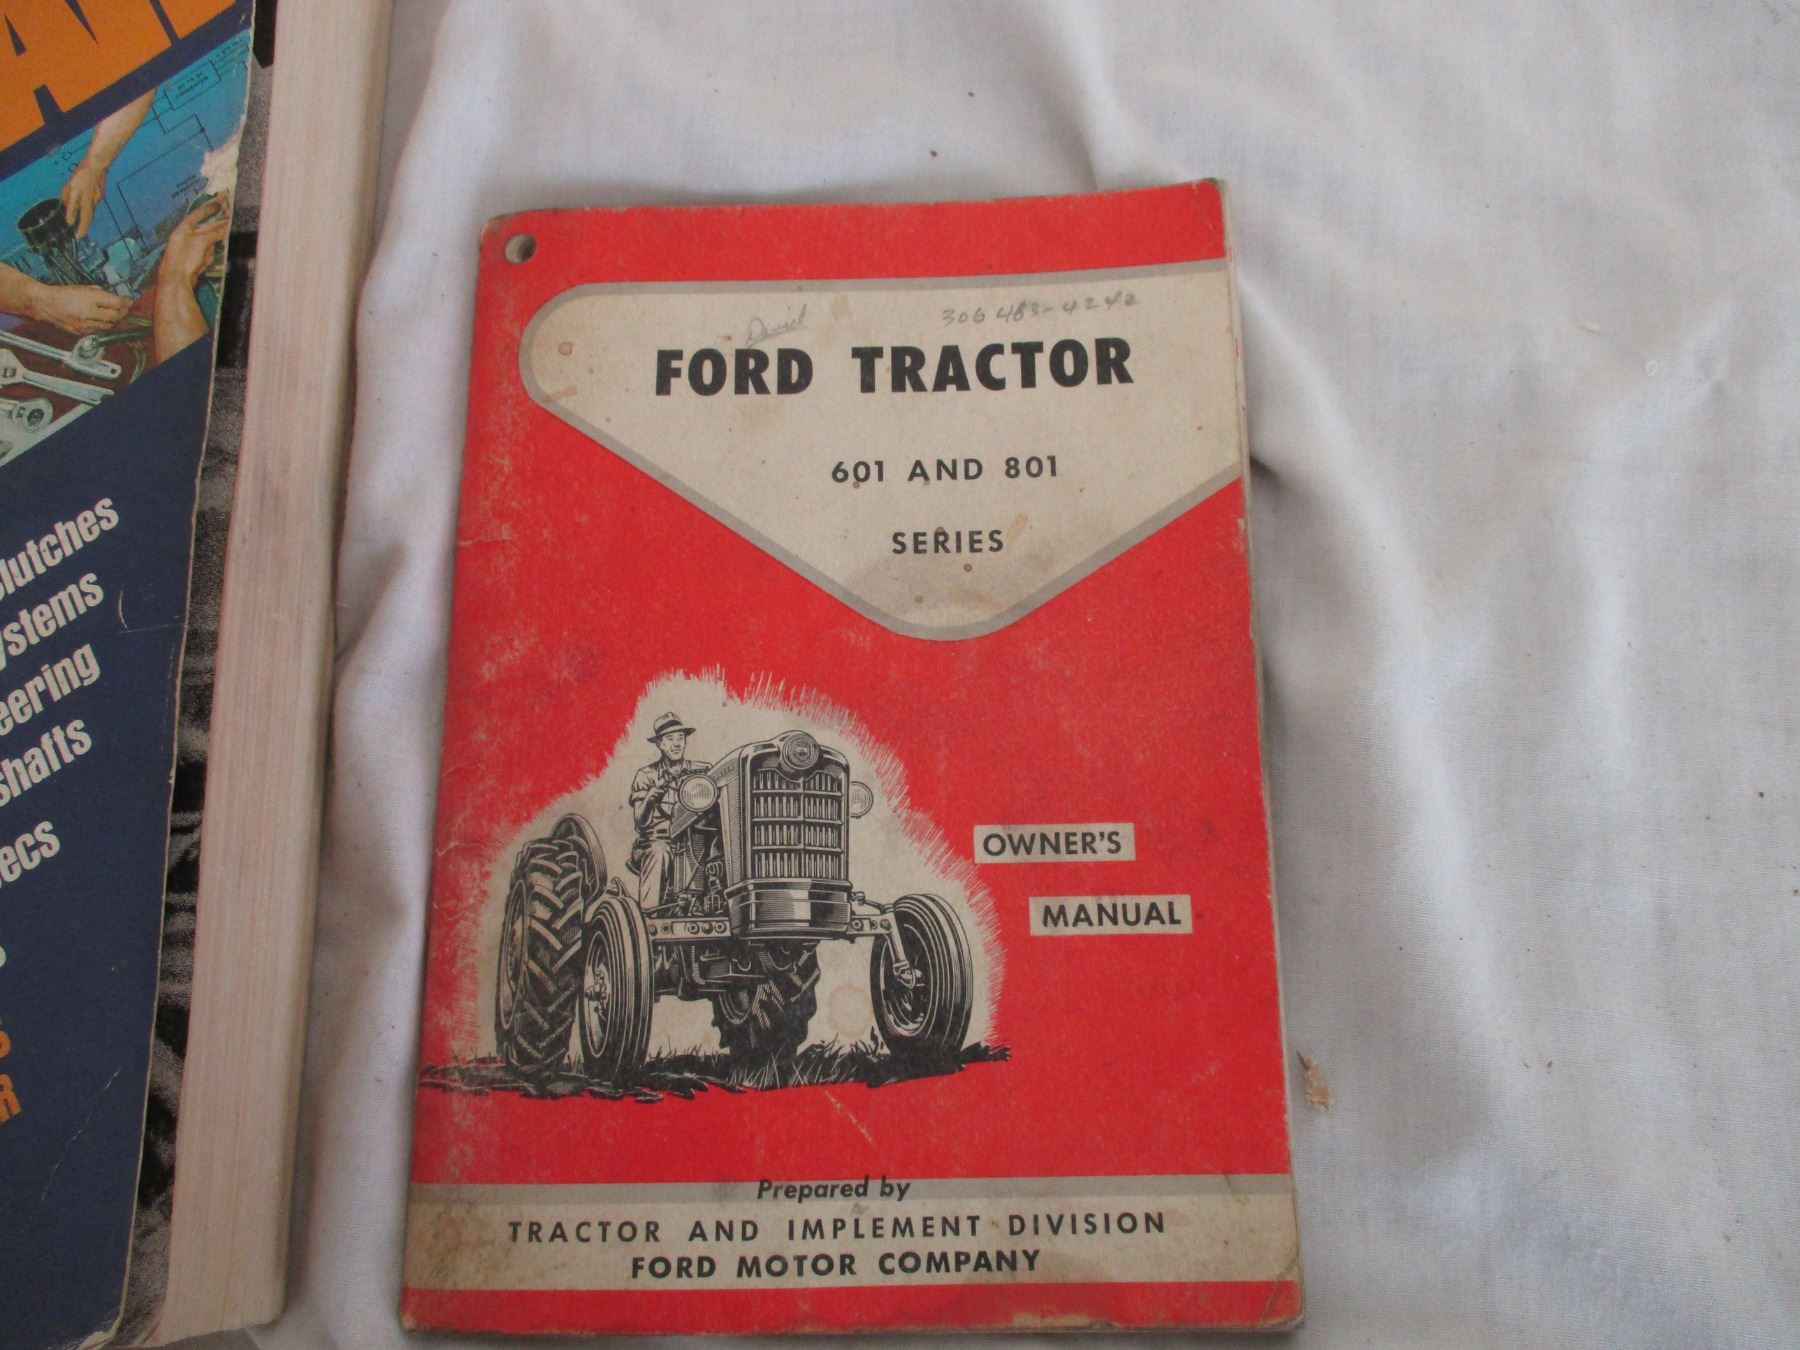 Daniel
306 483-4242
FORD TRACTOR
601 AND 801
SERIES
OWNER'S
MANUAL
Prepared by
TRACTOR AND IMPLEMENT DIVISION
FORD MOTOR COMPANY
lutches
ystems
eering
shafts
ecs